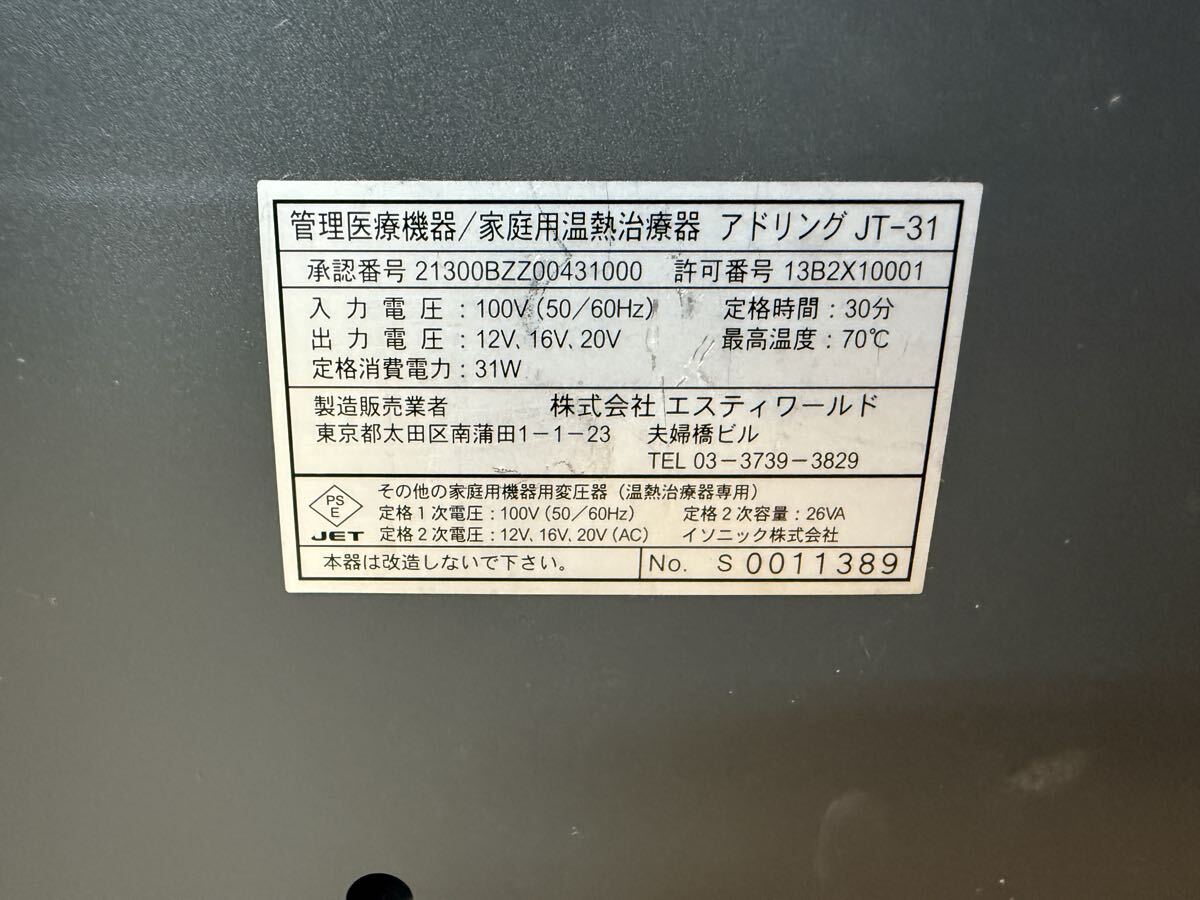 管理医療機器/家庭用温熱治療器 アドリング JT-31
承認番号 21300BZZ00431000 許可番号 13B2X10001
入力電圧:100V(50/60Hz) 定格時間:30分
出力電圧:12V、16V、20V 最高温度:70℃
定格消費電力:31W
製造販売業者 株式会社 エスティワールド
東京都太田区南蒲田1-1-23 夫婦橋ビル
TEL 03-3739-3829
PS
E
JET
その他の家庭用機器用変圧器(温熱治療器専用)
定格1次電圧:100V(50/60Hz) 定格2次容量:26VA
定格2次電圧:12V、16V、20V(AC) イソニック株式会社
本器は改造しないで下さい。 No. S 0011389